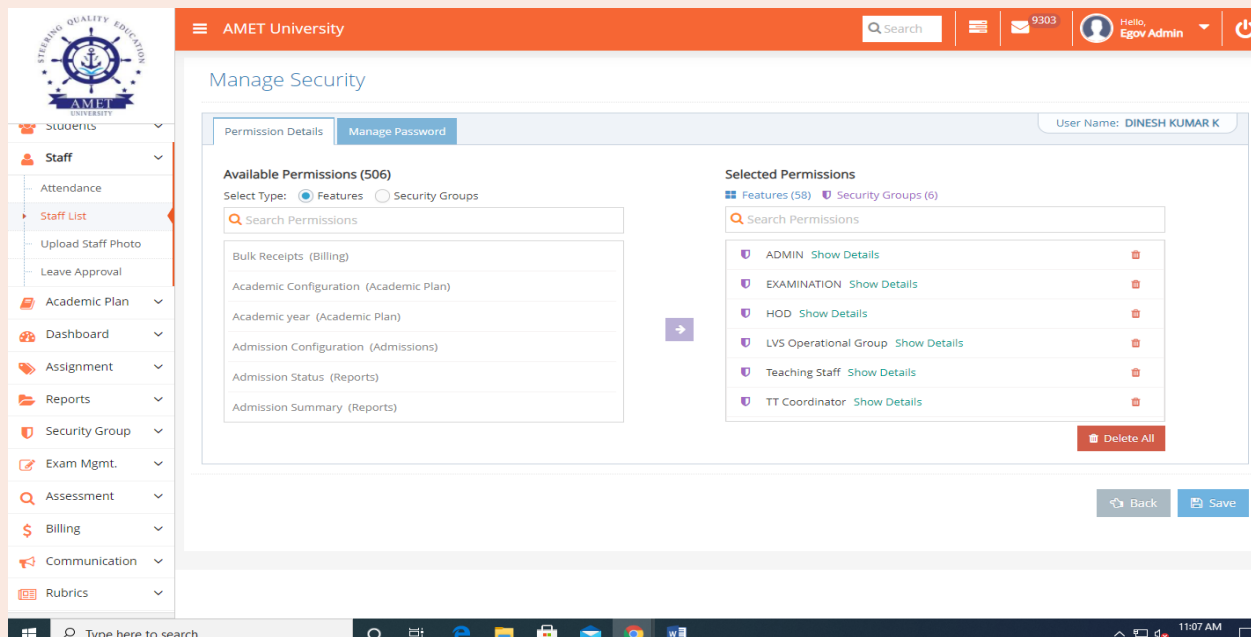 STEERING QUALITY EDUCATION
AMET
UNIVERSITY
AMET University
Search
9303
Hello,
Egov Admin
Students
Staff
Attendance
Staff List
Upload Staff Photo
Leave Approval
Academic Plan
Dashboard
Assignment
Reports
Security Group
Exam Mgmt.
Assessment
Billing
Communication
Rubrics
Manage Security
Permission Details
Manage Password
User Name: DINESH KUMAR K
Available Permissions (506)
Select Type: Features Security Groups
Search Permissions
Bulk Receipts (Billing)
Academic Configuration (Academic Plan)
Academic year (Academic Plan)
Admission Configuration (Admissions)
Admission Status (Reports)
Admission Summary (Reports)
Selected Permissions
Features (58) Security Groups (6)
Search Permissions
ADMIN Show Details
EXAMINATION Show Details
HOD Show Details
LVS Operational Group Show Details
Teaching Staff Show Details
TT Coordinator Show Details
Delete All
Back
Save
Type here to search
11:07 AM